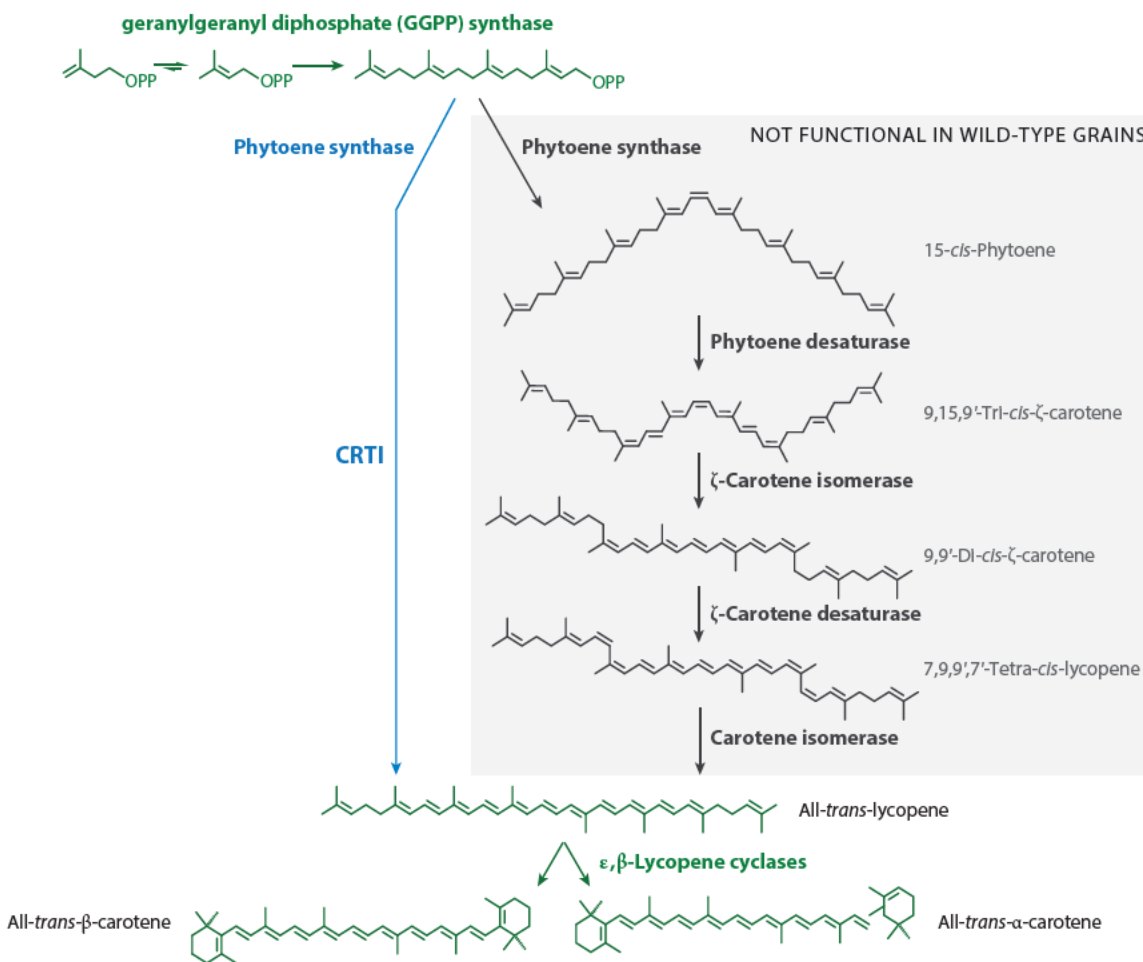 geranylgeranyl diphosphate (GGPP) synthase
OPP
OPP
OPP
NOT FUNCTIONAL IN WILD-TYPE GRAINS
Phytoene synthase
Phytoene synthase
15-cis-Phytoene
Phytoene desaturase
9,15,9′-TrI-cis-ζ-carotene
CRTI
ζ-Carotene isomerase
9,9′-DI-cis-ζ-carotene
ζ-Carotene desaturase
7,9,9′,7′-Tetra-cis-lycopene
Carotene isomerase
All-trans-lycopene
ε,β-Lycopene cyclases
All-trans-β-carotene
All-trans-α-carotene